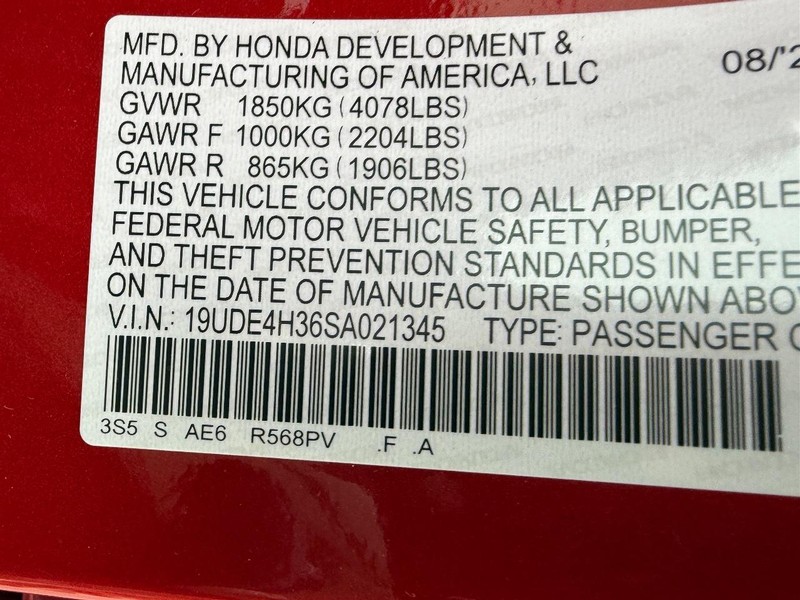 MFD. BY HONDA DEVELOPMENT &
MANUFACTURING OF AMERICA, LLC
08/'2
GVWR 1850KG (4078LBS)
GAWR F 1000KG (2204LBS)
GAWR R 865KG (1906LBS)
THIS VEHICLE CONFORMS TO ALL APPLICABLE
FEDERAL MOTOR VEHICLE SAFETY, BUMPER,
AND THEFT PREVENTION STANDARDS IN EFFE
ON THE DATE OF MANUFACTURE SHOWN ABO
V.I.N.: 19UDE4H36SA021345 TYPE: PASSENGER
3S5 S AE6 R568PV .F .A